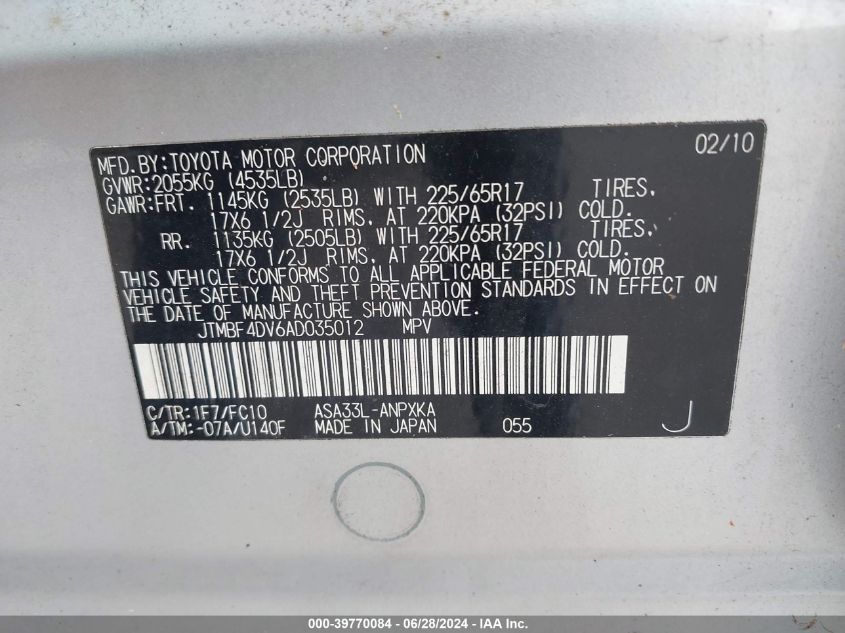 02/10
MFD.BY:TOYOTA MOTOR CORPORATION
GVWR:2055KG (4535LB)
GAWR:FRT. 1145KG (2535LB) WITH 225/65R17 TIRES,
17X6 1/2J RIMS, AT 220KPA (32PSI) COLD.
RR. 1135KG (2505LB) WITH 225/65R17 TIRES,
17X6 1/2J RIMS, AT 220KPA (32PSI) COLD.
THIS VEHICLE CONFORMS TO ALL APPLICABLE FEDERAL MOTOR
VEHICLE SAFETY AND THEFT PREVENTION STANDARDS IN EFFECT ON
THE DATE OF MANUFACTURE SHOWN ABOVE.
JTMBF4DV6AD035012 MPV
C/TR:1F7/FC10 ASA33L-ANPXKA
A/TM:-07A/U140F MADE IN JAPAN 055 J
000-39770084 - 06/28/2024 - IAA Inc.